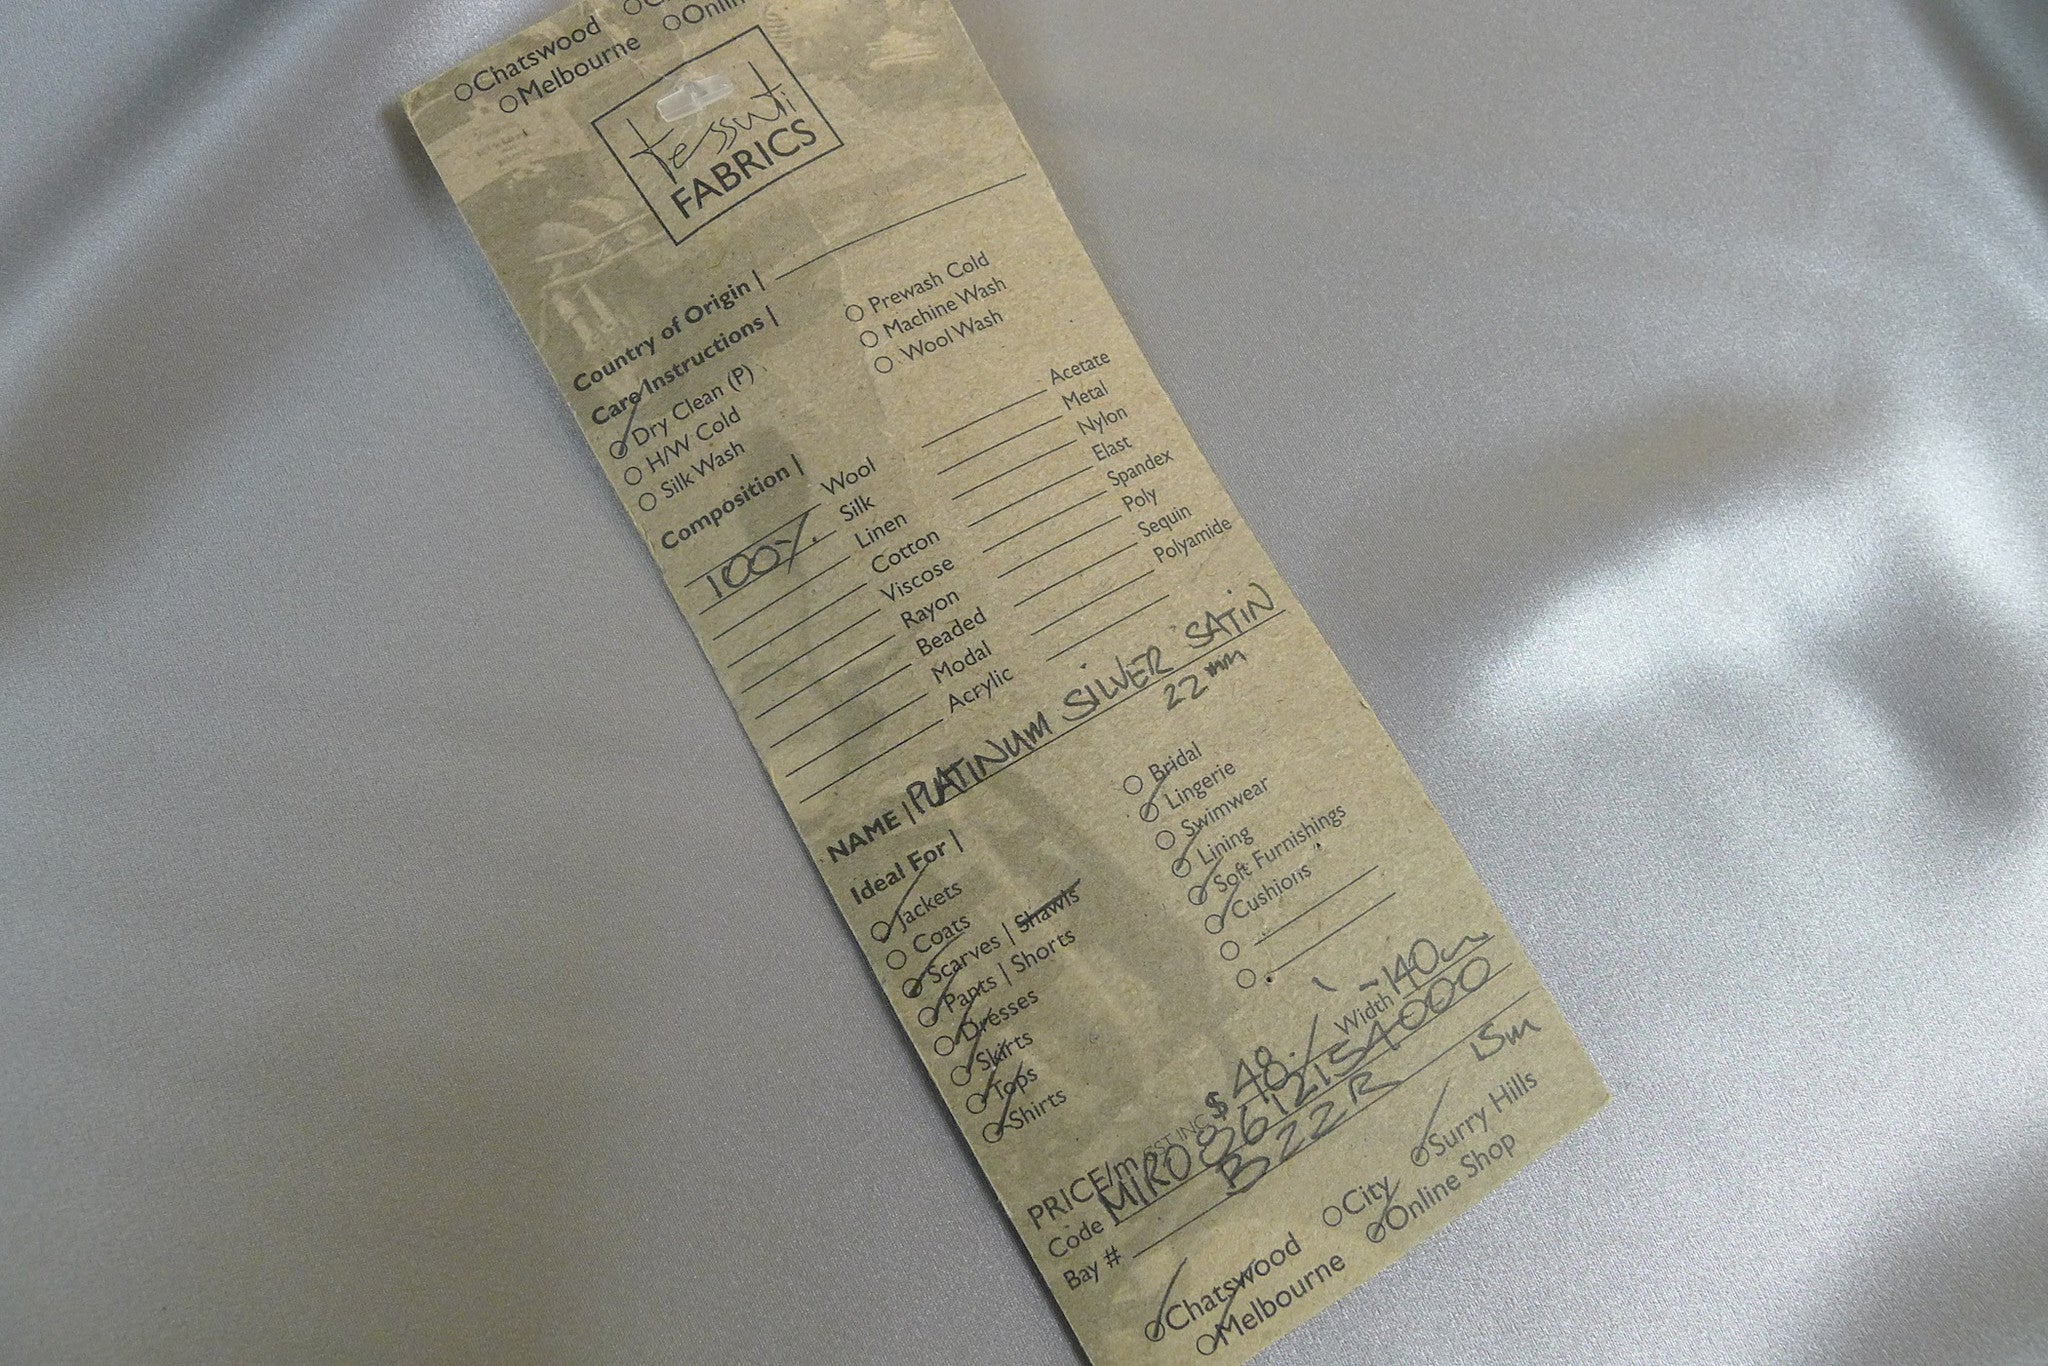 Chatswood
Melbourne
tessuti
FABRICS
Country of Origin |
Care Instructions |
Dry Clean (P)
H/W Cold
Silk Wash
Prewash Cold
Machine Wash
Wool Wash
Composition |
Wool
100% Silk
Linen
Cotton
Viscose
Rayon
Beaded
Modal
Acrylic
Acetate
Metal
Nylon
Elast
Spandex
Poly
Sequin
Polyamide
NAME | PLATINUM SILVER SATIN
22mm
Ideal For |
Jackets
Coats
Scarves | Shawls
Pants | Shorts
Dresses
Skirts
Tops
Shirts
Bridal
Lingerie
Swimwear
Lining
Soft Furnishings
Cushions
PRICE/m GST INC $48. Width ~140cm
Code MIRO 82612154000
Bay # B22R 15m
Chatswood City Surry Hills
Melbourne Online Shop